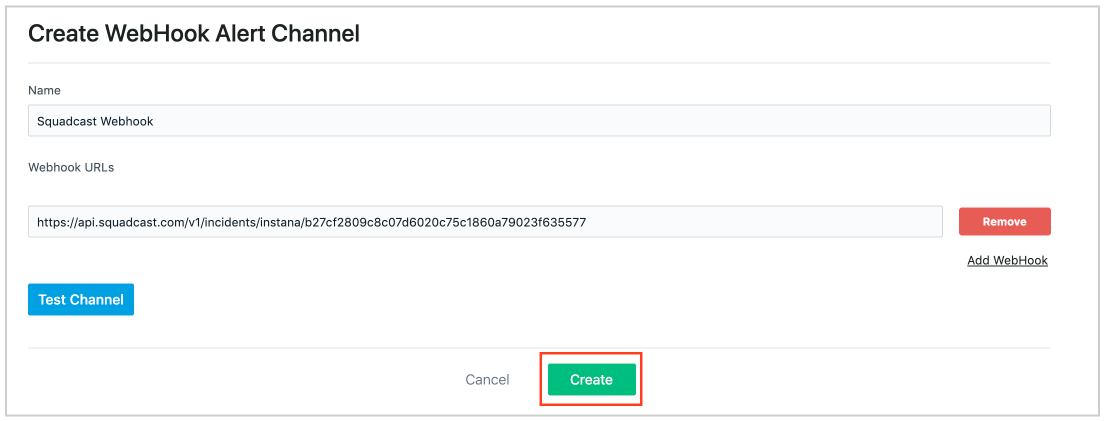 Create WebHook Alert Channel
Name
Squadcast Webhook
Webhook URLs
https://api.squadcast.com/v1/incidents/instana/b27cf2809c8c07d6020c75c1860a79023f635577
Remove
Add WebHook
Test Channel
Cancel
Create